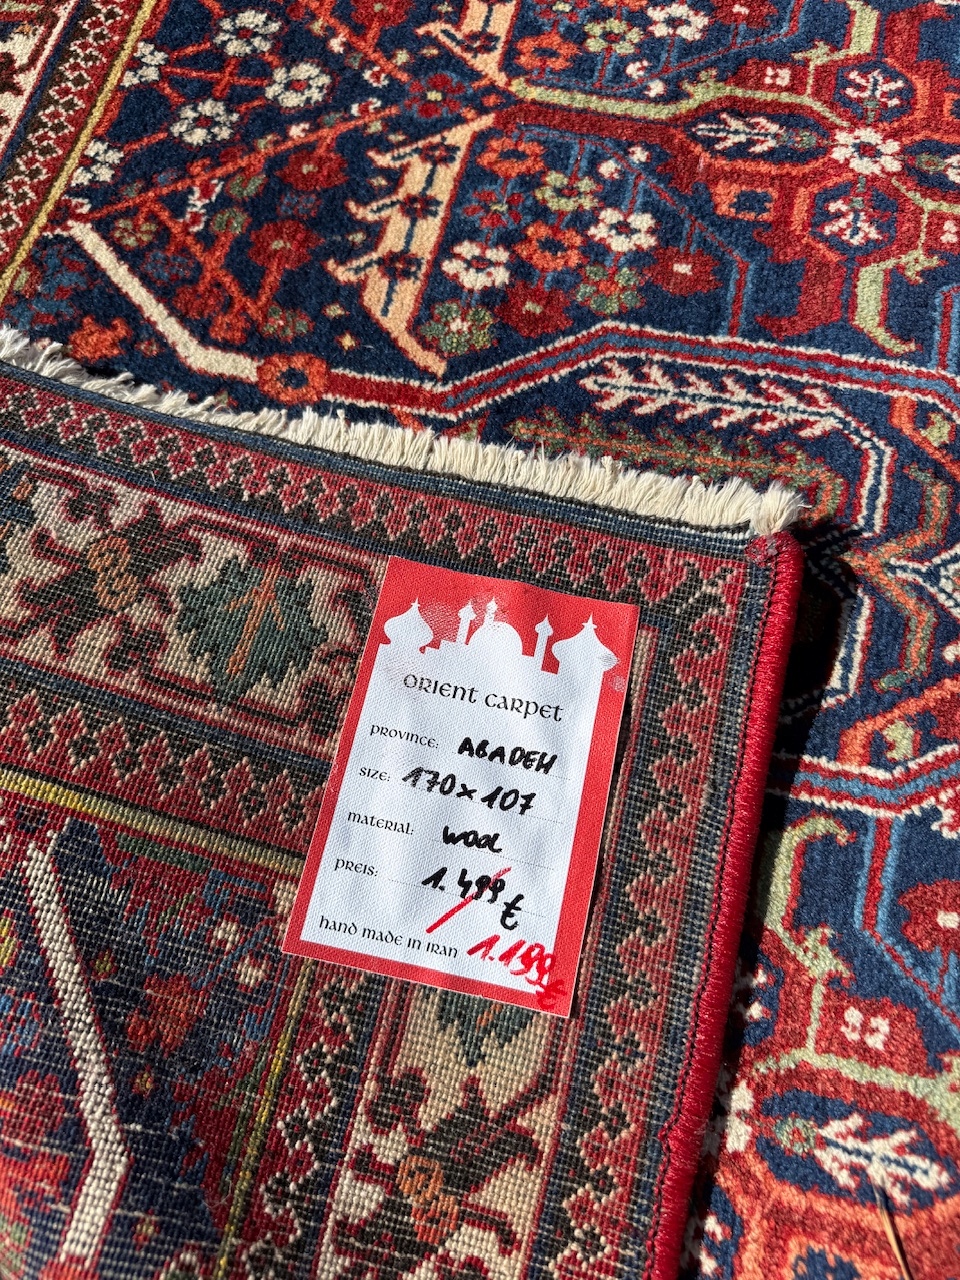 ORIENT CARPET
PROVINCE: ABADEH
SIZE: 170 x 107
MATERIAL: WOOL
PREIS: 1.499 €
HAND MADE IN IRAN 1.199 €